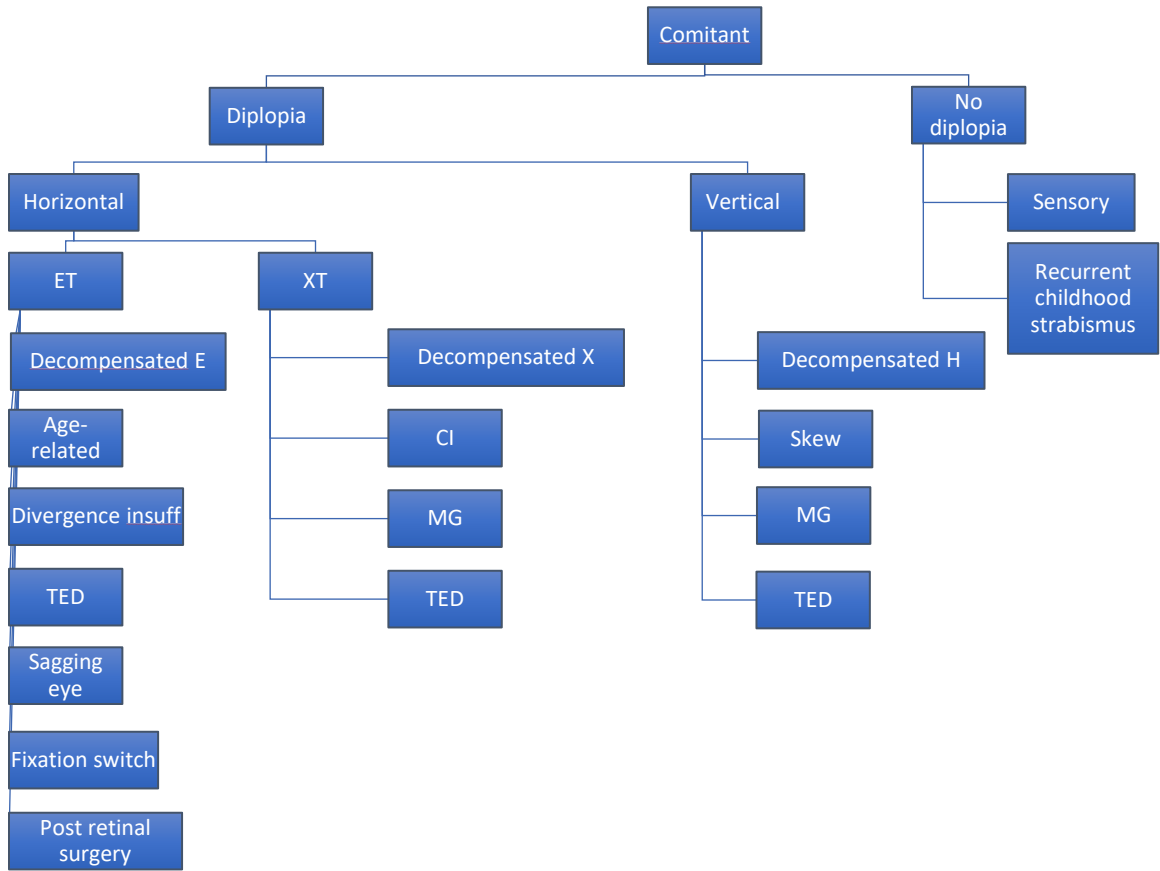 Comitant
Diplopia
No
diplopia
Horizontal
Vertical
Sensory
Recurrent
childhood
strabismus
ET
XT
Decompensated E
Age-
related
Divergence insuff
TED
Sagging
eye
Fixation switch
Post retinal
surgery
Decompensated X
CI
MG
TED
Decompensated H
Skew
MG
TED